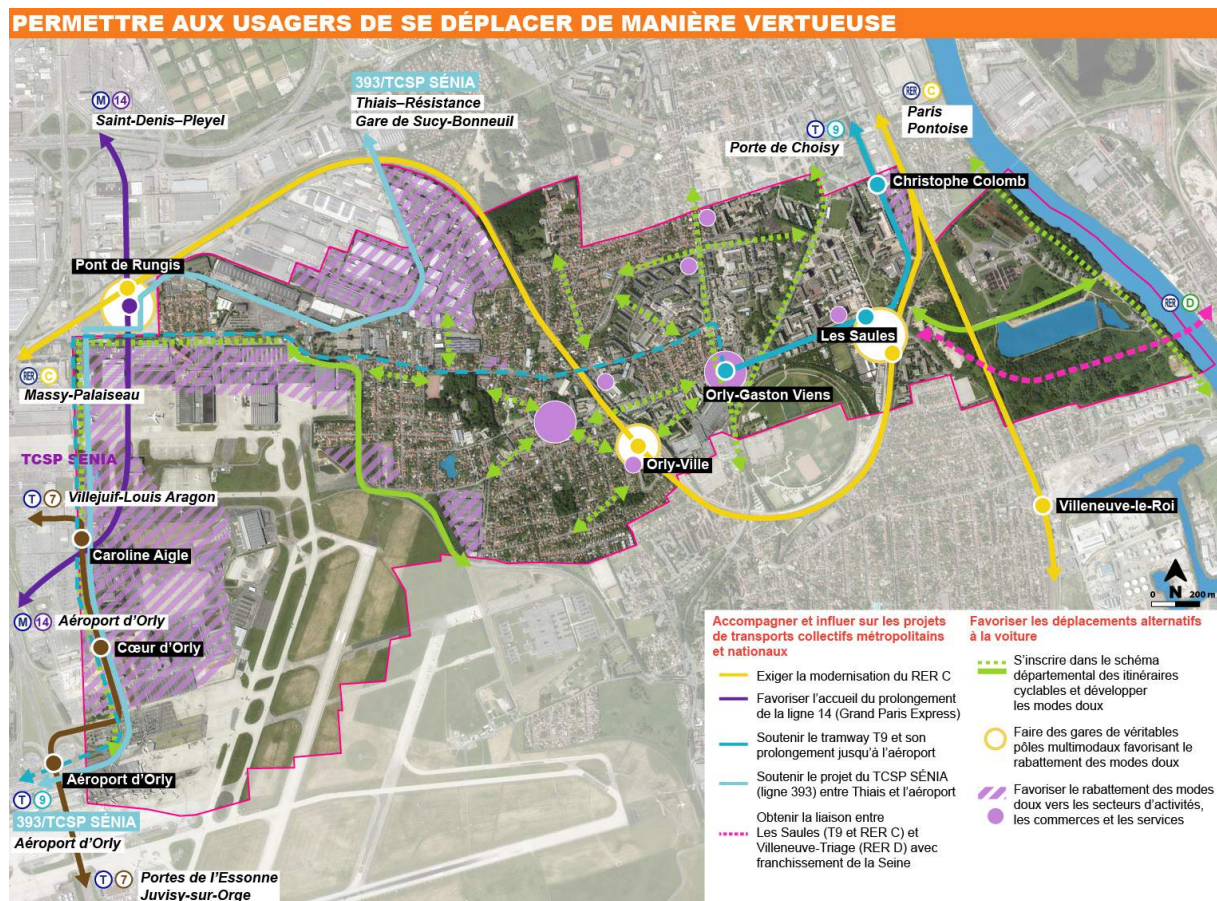 PERMETTRE AUX USAGERS DE SE DÉPLACER DE MANIÈRE VERTUEUSE
M 14
Saint-Denis–Pleyel
393/TCSP SÉNIA
Thiais–Résistance
Gare de Sucy-Bonneuil
T 9
Porte de Choisy
RER C
Paris
Pontoise
Christophe Colomb
Pont de Rungis
RER D
Les Saules
RER C
Massy-Palaiseau
Orly-Gaston Viens
Orly-Ville
TCSP SÉNIA
T 7 Villejuif-Louis Aragon
Villeneuve-le-Roi
Caroline Aigle
M 14 Aéroport d’Orly
Cœur d’Orly
Aéroport d’Orly
T 9
393/TCSP SÉNIA
Aéroport d’Orly
T 7 Portes de l’Essonne
Juvisy-sur-Orge
N
0 200 m
Accompagner et influer sur les projets
de transports collectifs métropolitains
et nationaux
Exiger la modernisation du RER C
Favoriser l’accueil du prolongement
de la ligne 14 (Grand Paris Express)
Soutenir le tramway T9 et son
prolongement jusqu’à l’aéroport
Soutenir le projet du TCSP SÉNIA
(ligne 393) entre Thiais et l’aéroport
Obtenir la liaison entre
Les Saules (T9 et RER C) et
Villeneuve-Triage (RER D) avec
franchissement de la Seine
Favoriser les déplacements alternatifs
à la voiture
S’inscrire dans le schéma
départemental des itinéraires
cyclables et développer
les modes doux
Faire des gares de véritables
pôles multimodaux favorisant le
rabattement des modes doux
Favoriser le rabattement des modes
doux vers les secteurs d’activités,
les commerces et les services